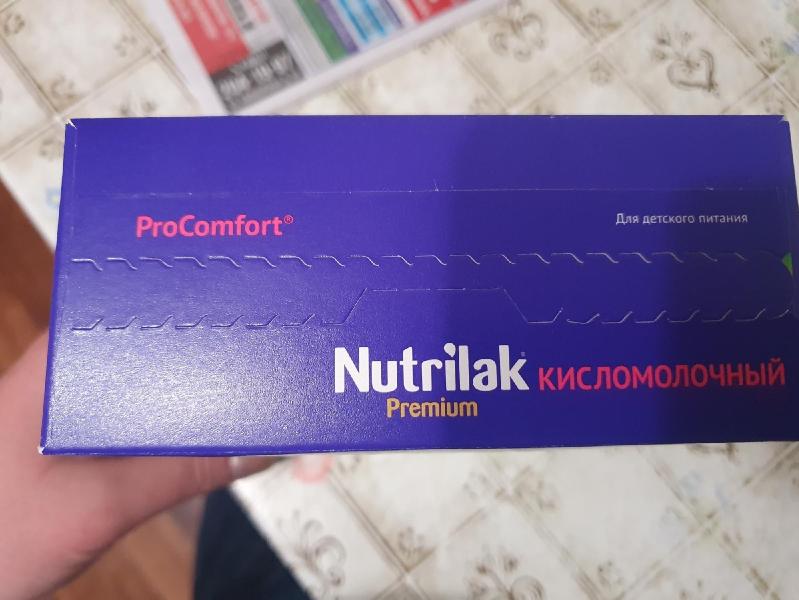 ProComfort®
Для детского питания
Nutrilak КИСЛОМОЛОЧНЫЙ
Premium